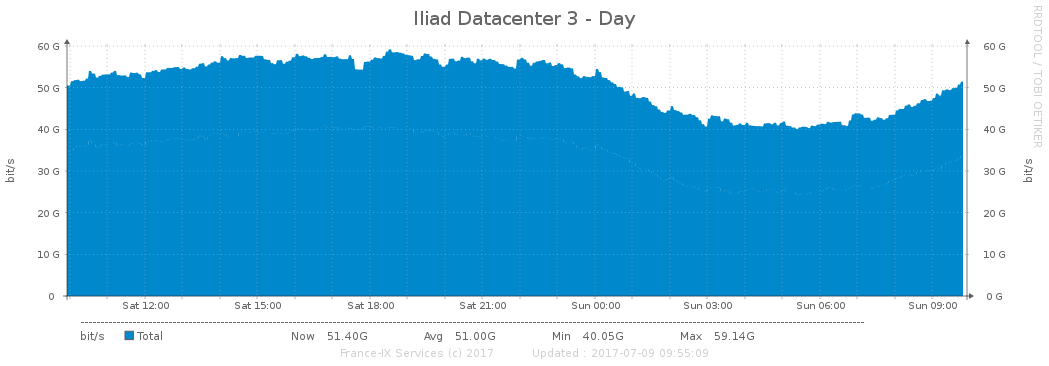 Iliad Datacenter 3 - Day
RRDTOOL / TOBI OETIKER
bit/s
60 G
50 G
40 G
30 G
20 G
10 G
0
60 G
50 G
40 G
30 G
20 G
10 G
0 G
bit/s
Sat 12:00 Sat 15:00 Sat 18:00 Sat 21:00 Sun 00:00 Sun 03:00 Sun 06:00 Sun 09:00
bit/s Total Now 51.40G Avg 51.00G Min 40.05G Max 59.14G
France-IX Services (c) 2017 Updated : 2017-07-09 09:55:09